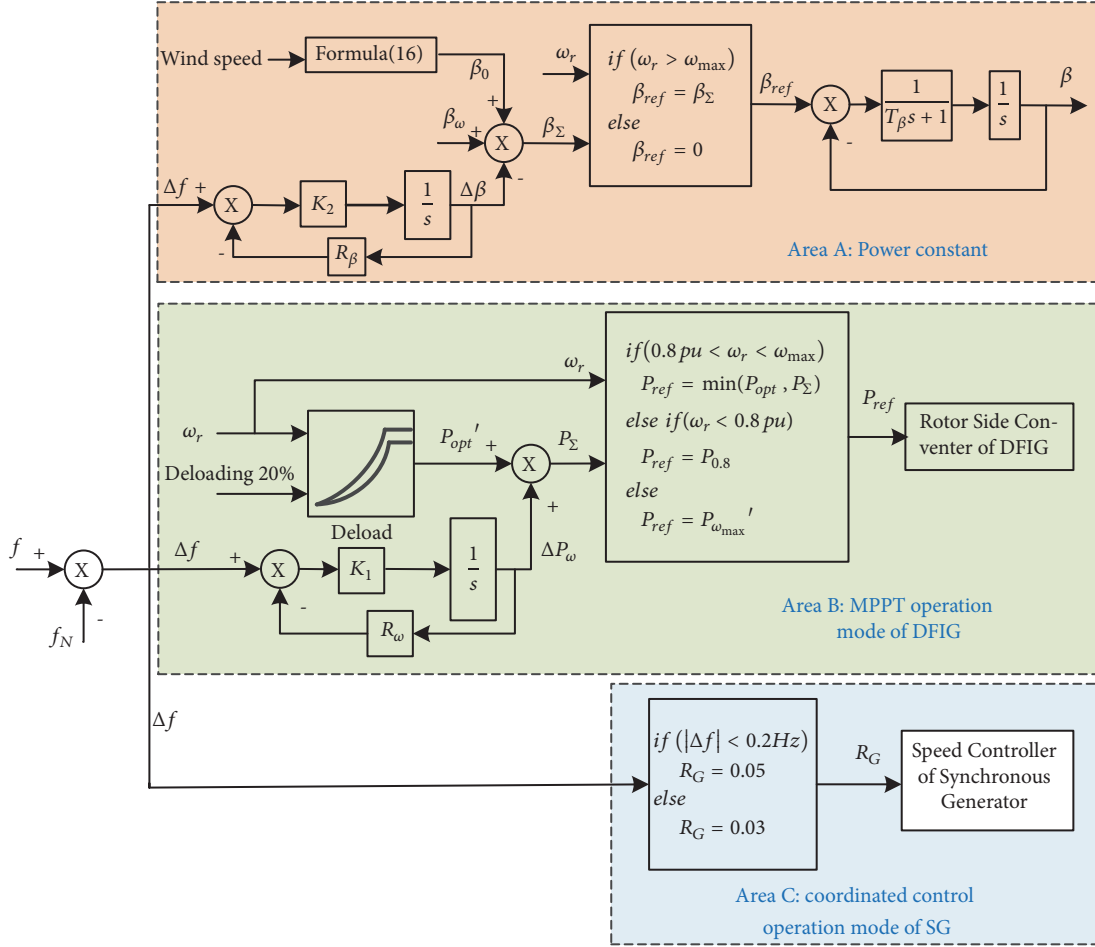 Wind speed
Formula(16)
β0
+
βω
+
X
βΣ
-
Δf
+
X
K2
1
s
Δβ
-
Rβ
ωr
if (ωr > ωmax)
βref = βΣ
else
βref = 0
βref
X
-
1
Tβs + 1
1
s
β
Area A: Power constant
ωr
ωr
Deloading 20%
Deload
Popt′
+
X
PΣ
+
ΔPω
if(0.8 pu < ωr < ωmax)
Pref = min(Popt , PΣ)
else if(ωr < 0.8 pu)
Pref = P0.8
else
Pref = Pωmax′
Pref
Rotor Side Con-
venter of DFIG
f
+
X
-
fN
Δf
+
X
-
K1
1
s
Rω
Area B: MPPT operation
mode of DFIG
Δf
if (|Δf| < 0.2Hz)
RG = 0.05
else
RG = 0.03
RG
Speed Controller
of Synchronous
Generator
Area C: coordinated control
operation mode of SG